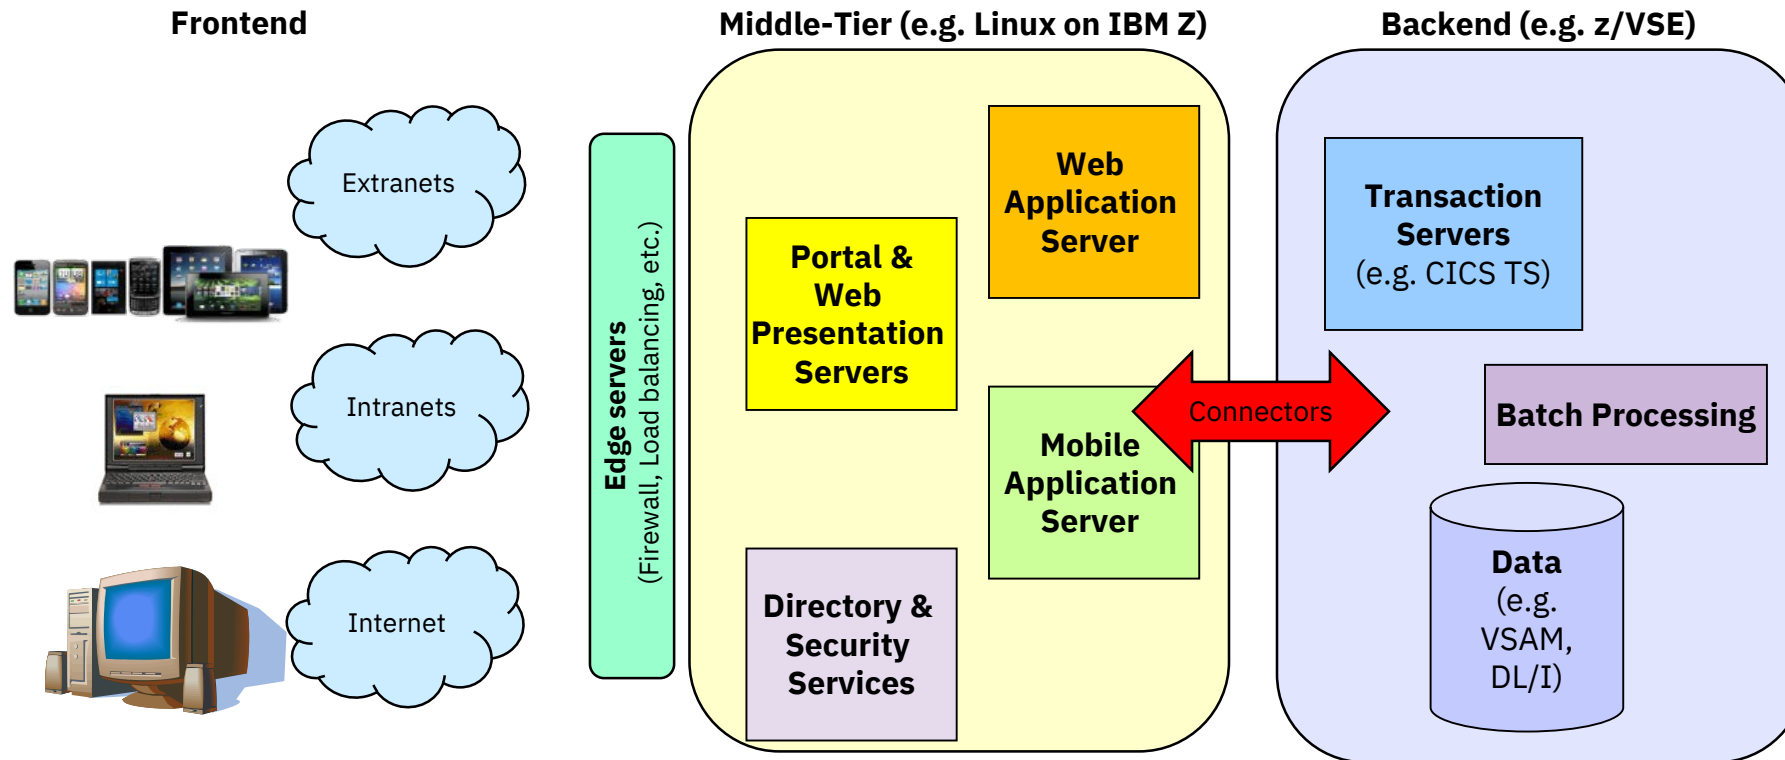 Frontend
Middle-Tier (e.g. Linux on IBM Z)
Backend (e.g. z/VSE)
Extranets
Intranets
Internet
Edge servers
(Firewall, Load balancing, etc.)
Portal &
Web
Presentation
Servers
Directory &
Security
Services
Web
Application
Server
Mobile
Application
Server
Connectors
Transaction
Servers
(e.g. CICS TS)
Batch Processing
Data
(e.g.
VSAM,
DL/I)